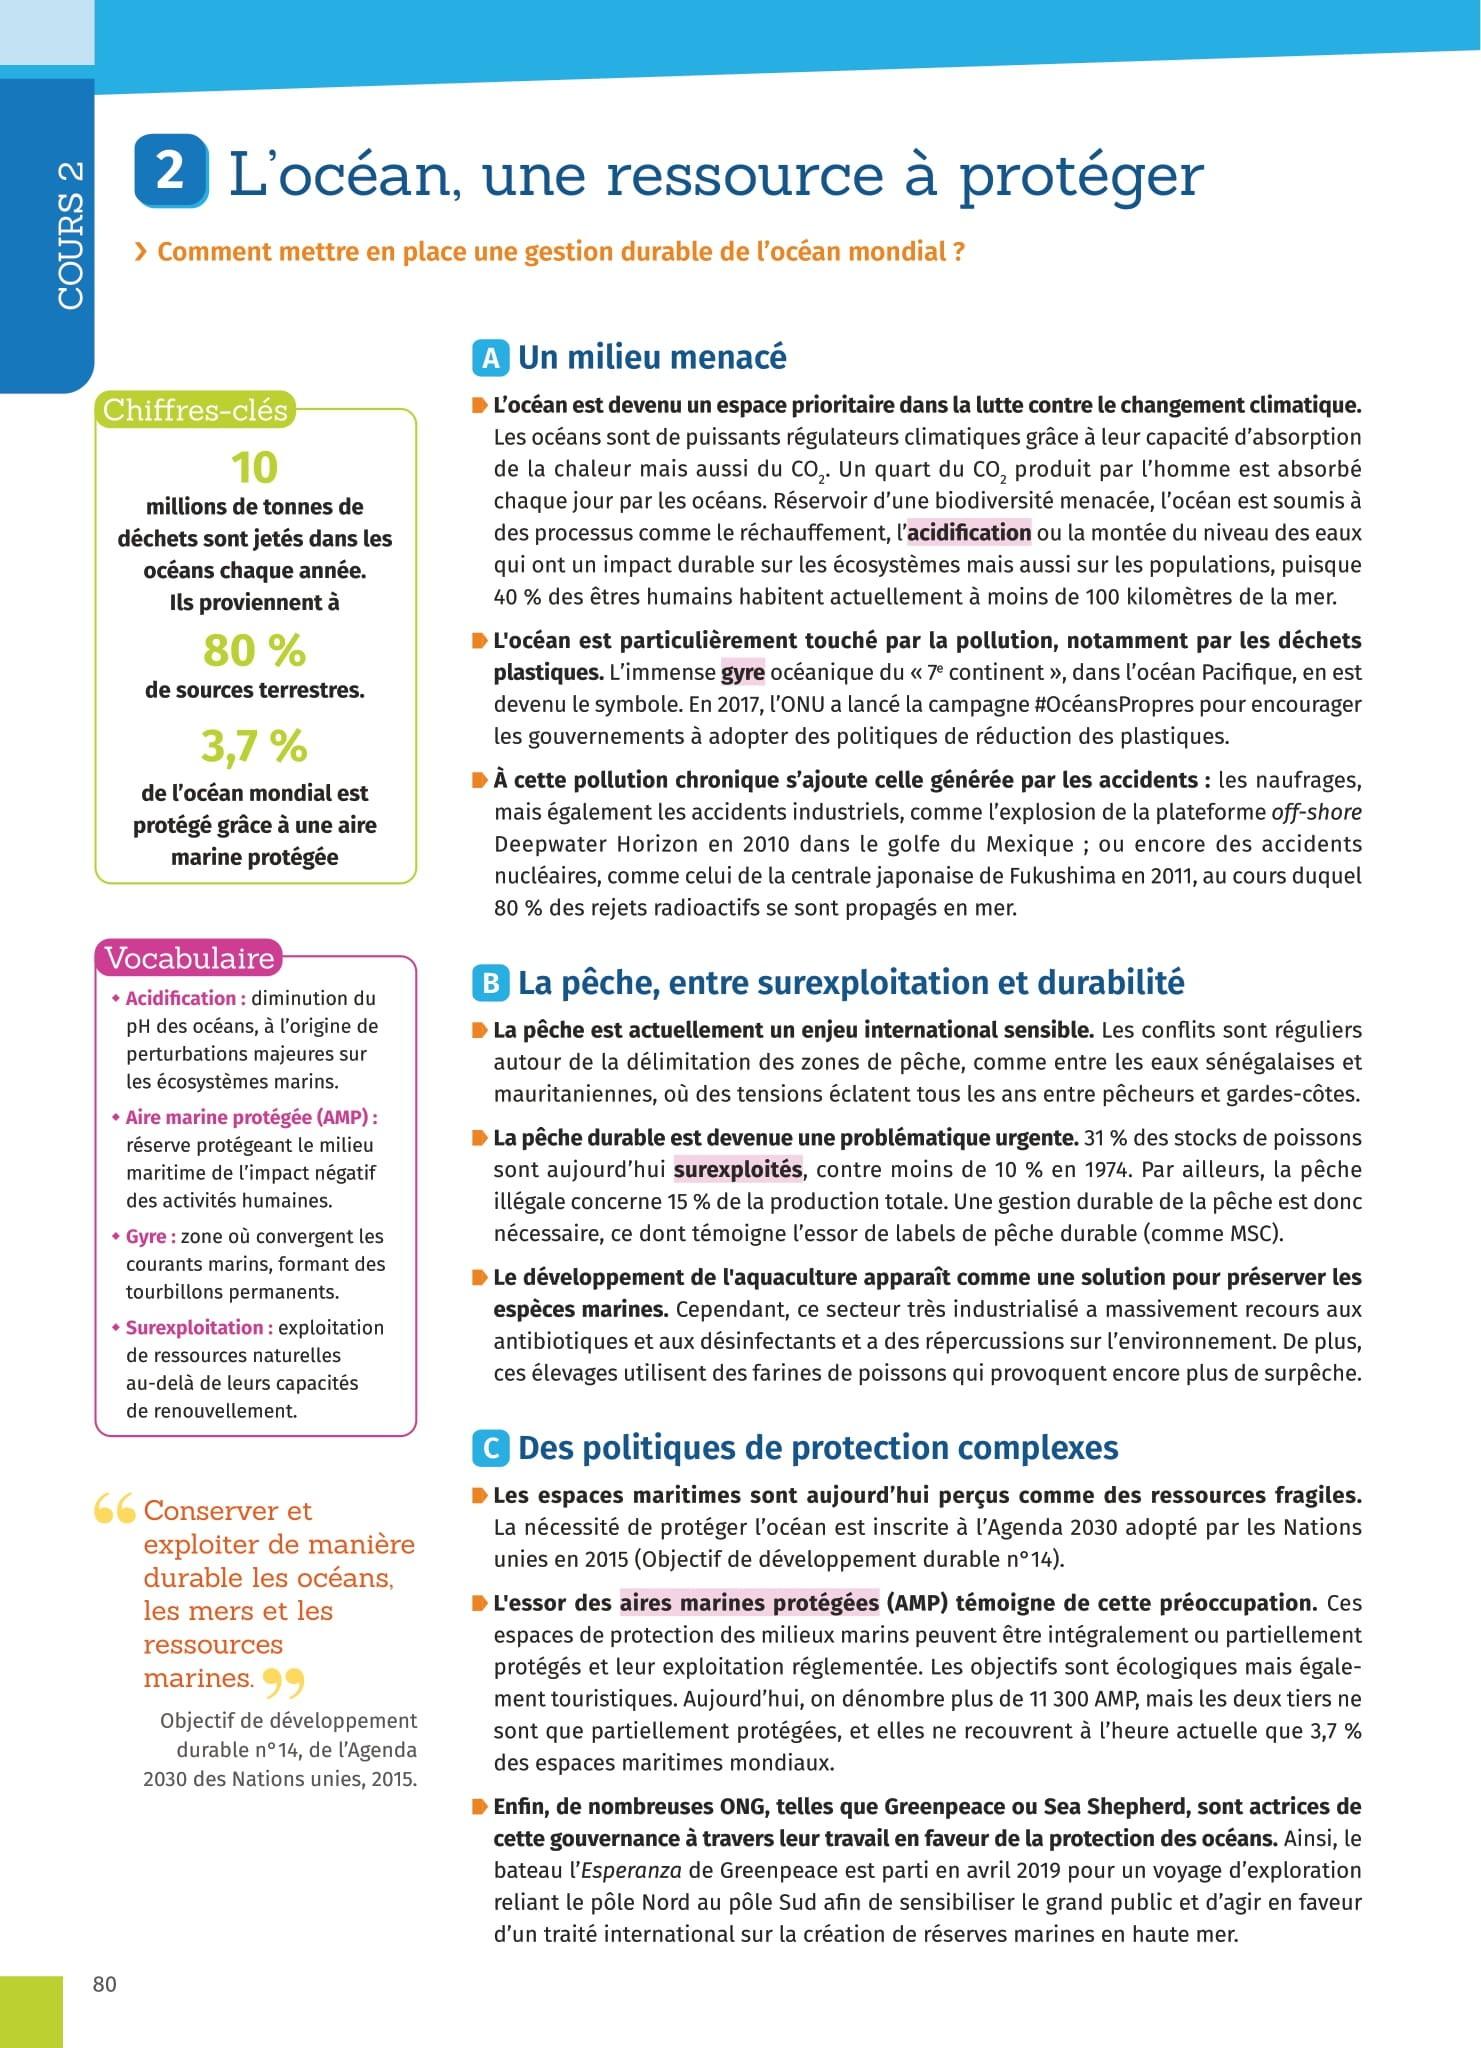 COURS 2
2 L'océan, une ressource à protéger
› Comment mettre en place une gestion durable de l'océan mondial ?
Chiffres-clés
10
millions de tonnes de
déchets sont jetés dans les
océans chaque année.
Ils proviennent à
80 %
de sources terrestres.
3,7 %
de l'océan mondial est
protégé grâce à une aire
marine protégée
Vocabulaire
Acidification : diminution du
pH des océans, à l'origine de
perturbations majeures sur
les écosystèmes marins.
Aire marine protégée (AMP) :
réserve protégeant le milieu
maritime de l'impact négatif
des activités humaines.
Gyre : zone où convergent les
courants marins, formant des
tourbillons permanents.
Surexploitation : exploitation
de ressources naturelles
au-delà de leurs capacités
de renouvellement.
“ Conserver et
exploiter de manière
durable les océans,
les mers et les
ressources
marines. ”
Objectif de développement
durable n°14, de l'Agenda
2030 des Nations unies, 2015.
A Un milieu menacé
L'océan est devenu un espace prioritaire dans la lutte contre le changement climatique.
Les océans sont de puissants régulateurs climatiques grâce à leur capacité d'absorption
de la chaleur mais aussi du CO₂. Un quart du CO₂ produit par l'homme est absorbé
chaque jour par les océans. Réservoir d'une biodiversité menacée, l'océan est soumis à
des processus comme le réchauffement, l'acidification ou la montée du niveau des eaux
qui ont un impact durable sur les écosystèmes mais aussi sur les populations, puisque
40 % des êtres humains habitent actuellement à moins de 100 kilomètres de la mer.
L'océan est particulièrement touché par la pollution, notamment par les déchets
plastiques. L'immense gyre océanique du « 7e continent », dans l'océan Pacifique, en est
devenu le symbole. En 2017, l'ONU a lancé la campagne #OcéansPropres pour encourager
les gouvernements à adopter des politiques de réduction des plastiques.
À cette pollution chronique s'ajoute celle générée par les accidents : les naufrages,
mais également les accidents industriels, comme l'explosion de la plateforme off-shore
Deepwater Horizon en 2010 dans le golfe du Mexique ; ou encore des accidents
nucléaires, comme celui de la centrale japonaise de Fukushima en 2011, au cours duquel
80 % des rejets radioactifs se sont propagés en mer.
B La pêche, entre surexploitation et durabilité
La pêche est actuellement un enjeu international sensible. Les conflits sont réguliers
autour de la délimitation des zones de pêche, comme entre les eaux sénégalaises et
mauritaniennes, où des tensions éclatent tous les ans entre pêcheurs et gardes-côtes.
La pêche durable est devenue une problématique urgente. 31 % des stocks de poissons
sont aujourd'hui surexploités, contre moins de 10 % en 1974. Par ailleurs, la pêche
illégale concerne 15 % de la production totale. Une gestion durable de la pêche est donc
nécessaire, ce dont témoigne l'essor de labels de pêche durable (comme MSC).
Le développement de l'aquaculture apparaît comme une solution pour préserver les
espèces marines. Cependant, ce secteur très industrialisé a massivement recours aux
antibiotiques et aux désinfectants et a des répercussions sur l'environnement. De plus,
ces élevages utilisent des farines de poissons qui provoquent encore plus de surpêche.
C Des politiques de protection complexes
Les espaces maritimes sont aujourd'hui perçus comme des ressources fragiles.
La nécessité de protéger l'océan est inscrite à l'Agenda 2030 adopté par les Nations
unies en 2015 (Objectif de développement durable n°14).
L'essor des aires marines protégées (AMP) témoigne de cette préoccupation. Ces
espaces de protection des milieux marins peuvent être intégralement ou partiellement
protégés et leur exploitation réglementée. Les objectifs sont écologiques mais égale-
ment touristiques. Aujourd'hui, on dénombre plus de 11 300 AMP, mais les deux tiers ne
sont que partiellement protégées, et elles ne recouvrent à l'heure actuelle que 3,7 %
des espaces maritimes mondiaux.
Enfin, de nombreuses ONG, telles que Greenpeace ou Sea Shepherd, sont actrices de
cette gouvernance à travers leur travail en faveur de la protection des océans. Ainsi, le
bateau l'Esperanza de Greenpeace est parti en avril 2019 pour un voyage d'exploration
reliant le pôle Nord au pôle Sud afin de sensibiliser le grand public et d'agir en faveur
d'un traité international sur la création de réserves marines en haute mer.
80